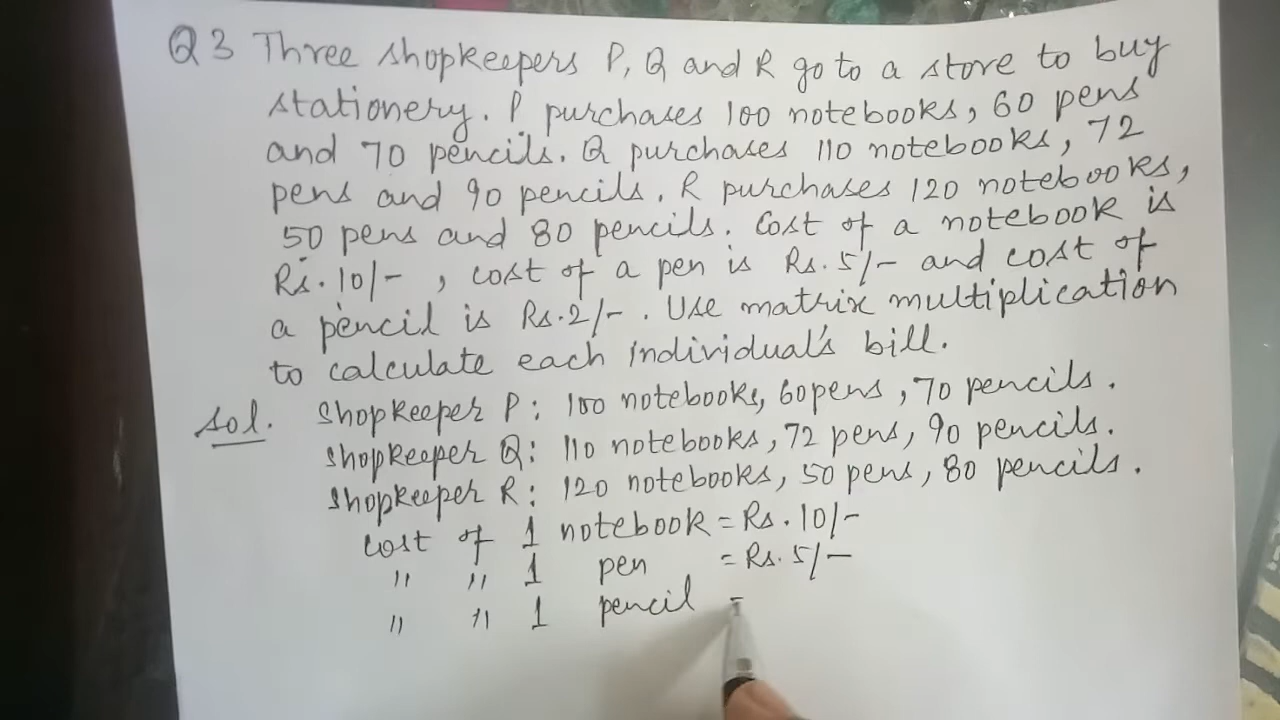 Q3 Three shopkeepers P, Q and R go to a store to buy
stationery. P purchases 100 notebooks, 60 pens
and 70 pencils. Q purchases 110 notebooks, 72
pens and 90 pencils. R purchases 120 notebooks,
50 pens and 80 pencils. Cost of a notebook is
Rs. 10/-, cost of a pen is Rs. 5/- and cost of
a pencil is Rs. 2/-. Use matrix multiplication
to calculate each individual's bill.
Sol. Shopkeeper P: 100 notebooks, 60 pens, 70 pencils.
Shopkeeper Q: 110 notebooks, 72 pens, 90 pencils.
Shopkeeper R: 120 notebooks, 50 pens, 80 pencils.
Cost of 1 notebook = Rs. 10/-
" " 1 pen = Rs. 5/-
" " 1 pencil =